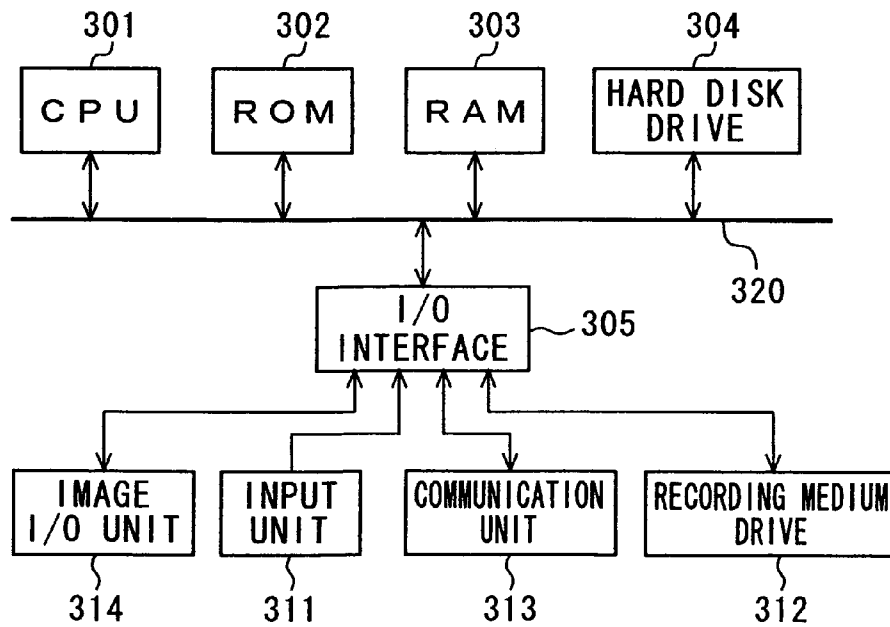 301
302
303
304
CPU
ROM
RAM
HARD DISK
DRIVE
320
I/O
INTERFACE
305
IMAGE
I/O UNIT
INPUT
UNIT
COMMUNICATION
UNIT
RECORDING MEDIUM
DRIVE
314
311
313
312